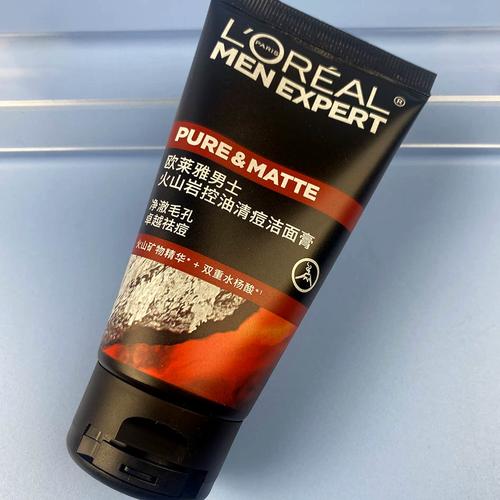 L'ORÉAL®
PARIS
MEN EXPERT
PURE & MATTE
欧莱雅男士
火山岩控油清痘洁面膏
净澈毛孔
卓越祛痘
火山矿物精华* + 双重水杨酸*¹